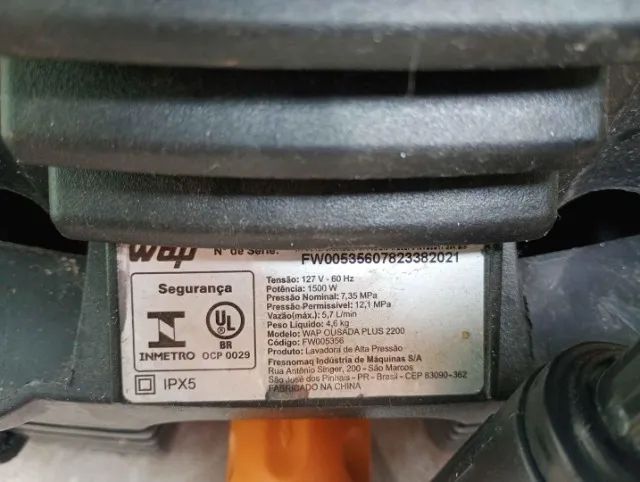 wap
Nº de Série:
FW00535607823382021
Segurança
INMETRO
UL
BR
OCP 0029
IPX5
Tensão: 127 V - 60 Hz
Potência: 1500 W
Pressão Nominal: 7,35 MPa
Pressão Permissível: 12,1 MPa
Vazão(máx.): 5,7 L/min
Peso Líquido: 4,6 kg
Modelo: WAP OUSADA PLUS 2200
Código: FW005356
Produto: Lavadora de Alta Pressão
Fresnomaq Indústria de Máquinas S/A
Rua Antônio Singer, 200 - São Marcos
São José dos Pinhais - PR - Brasil - CEP 83090-362
FABRICADO NA CHINA